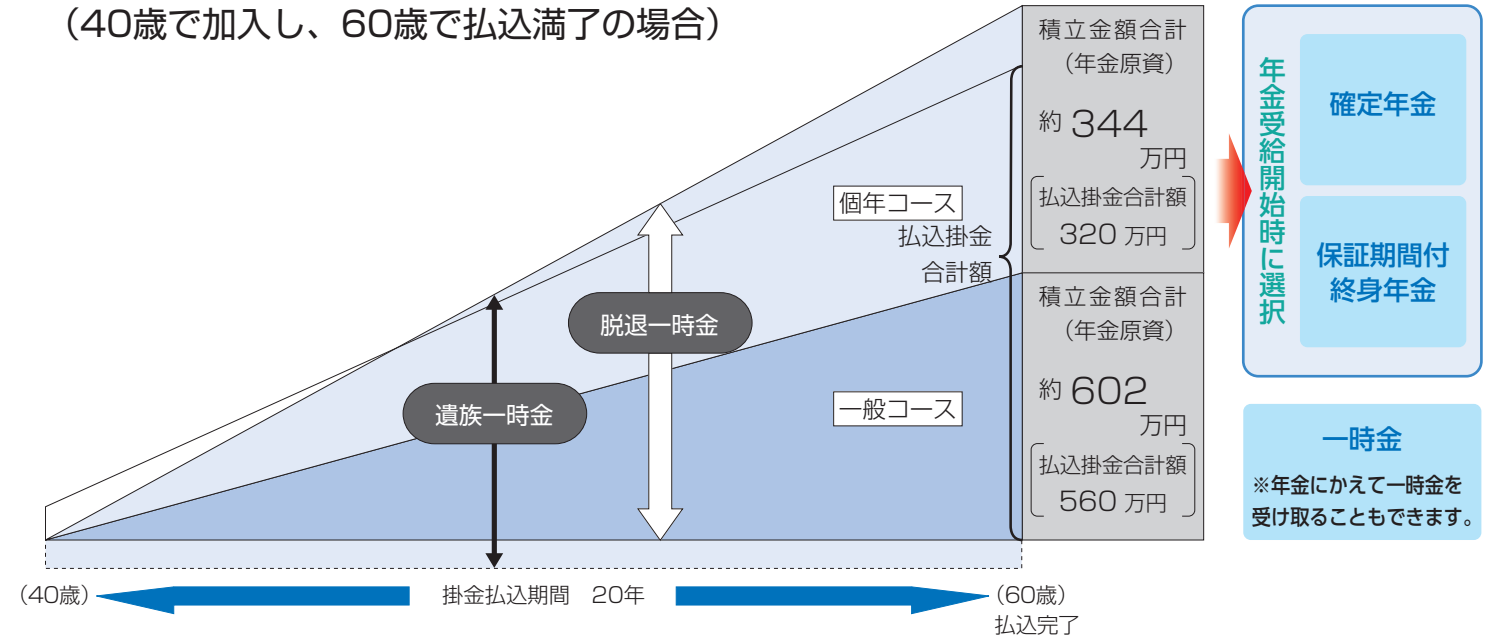 （40歳で加入し、60歳で払込満了の場合）
積立金額合計
（年金原資）
約 344
万円
払込掛金合計額
320 万円
個年コース
払込掛金
合計額
積立金額合計
（年金原資）
約 602
万円
払込掛金合計額
560 万円
一般コース
脱退一時金
遺族一時金
年金受給開始時に選択
確定年金
保証期間付
終身年金
一時金
※年金にかえて一時金を
受け取ることもできます。
（40歳）
掛金払込期間　20年
（60歳）
払込完了